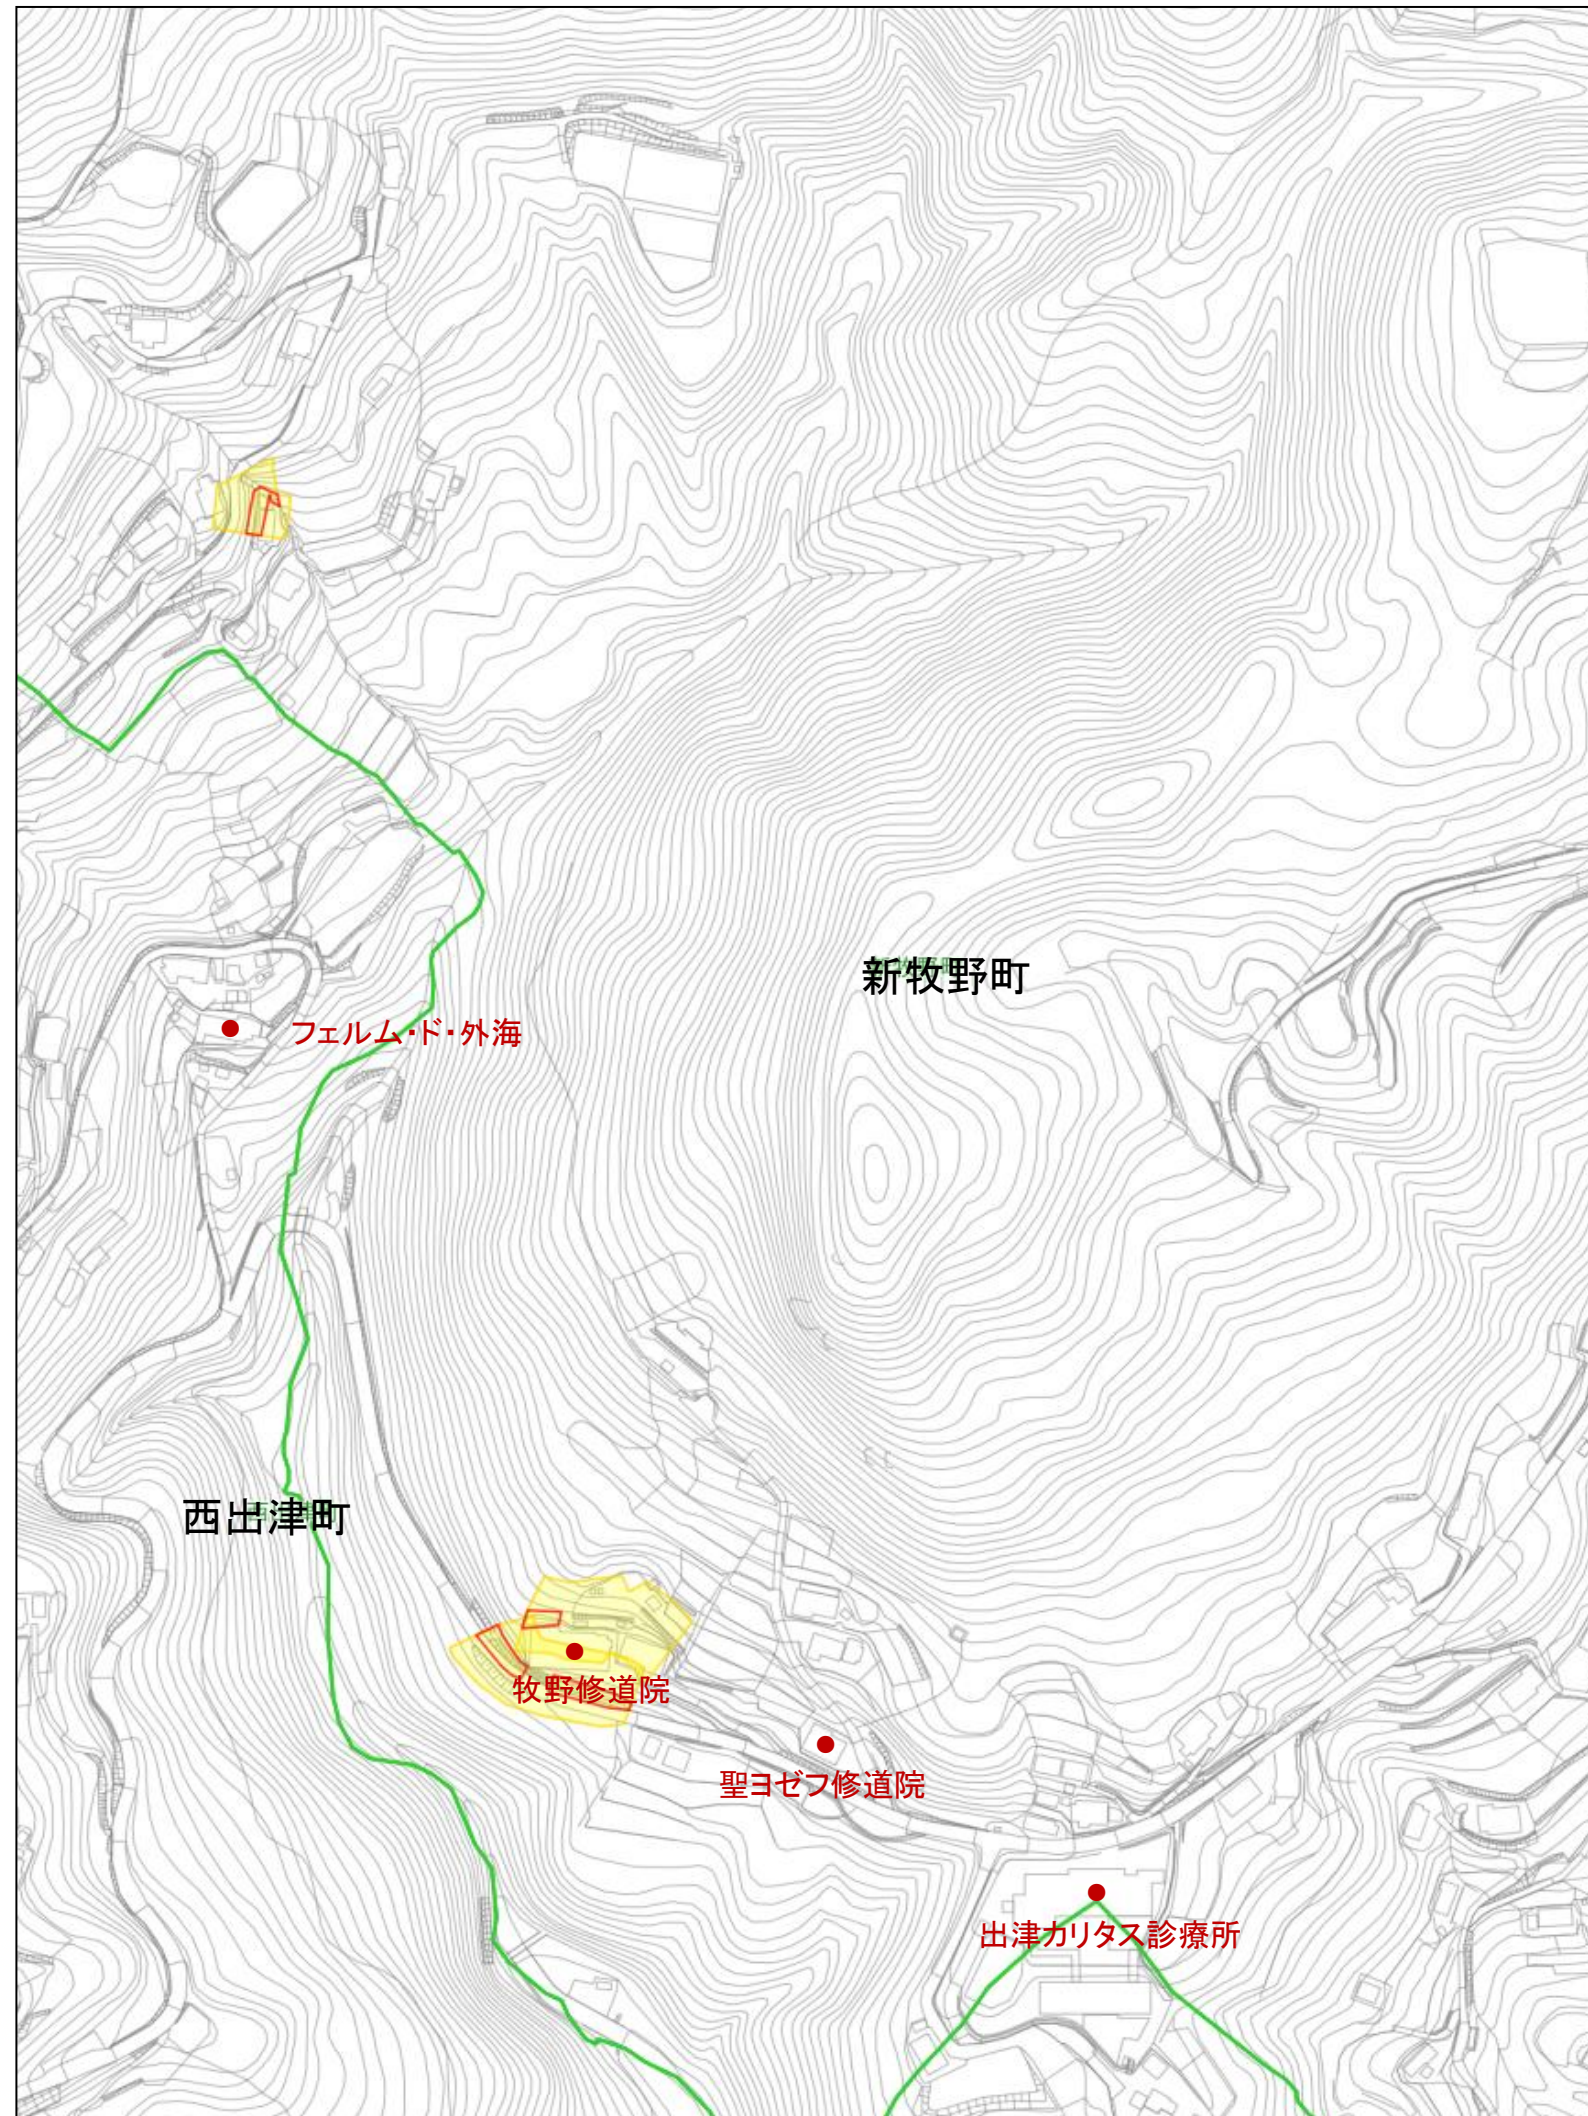 新牧野町
フェルム・ド・外海
西出津町
牧野修道院
聖ヨゼフ修道院
出津カリタス診療所